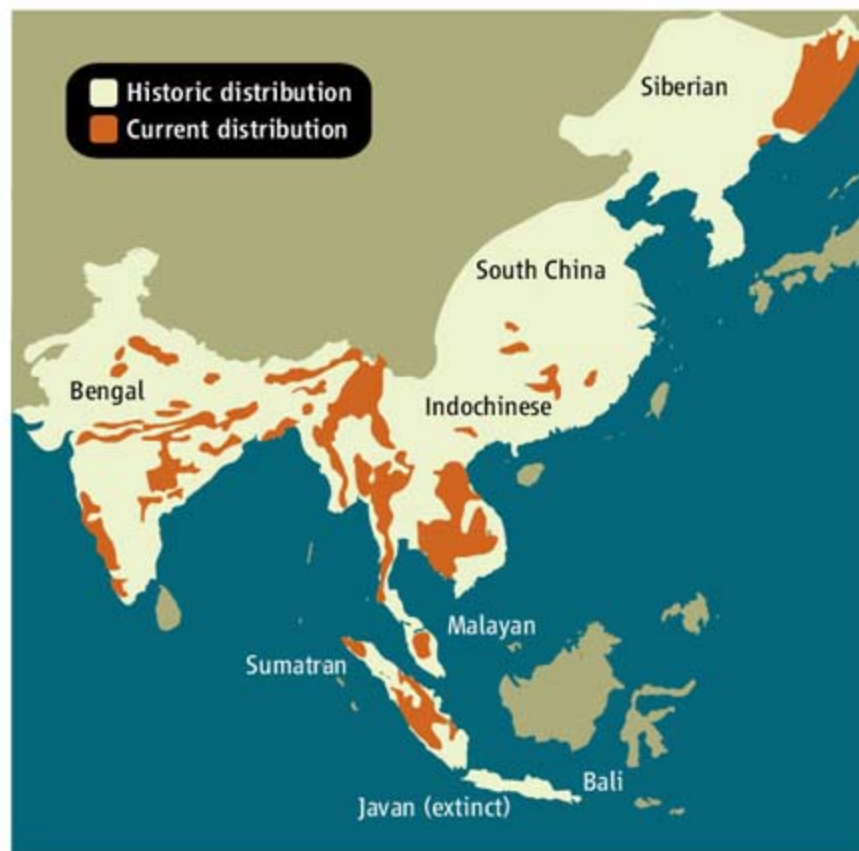 Historic distribution
Current distribution
Siberian
South China
Bengal
Indochinese
Malayan
Sumatran
Bali
Javan (extinct)